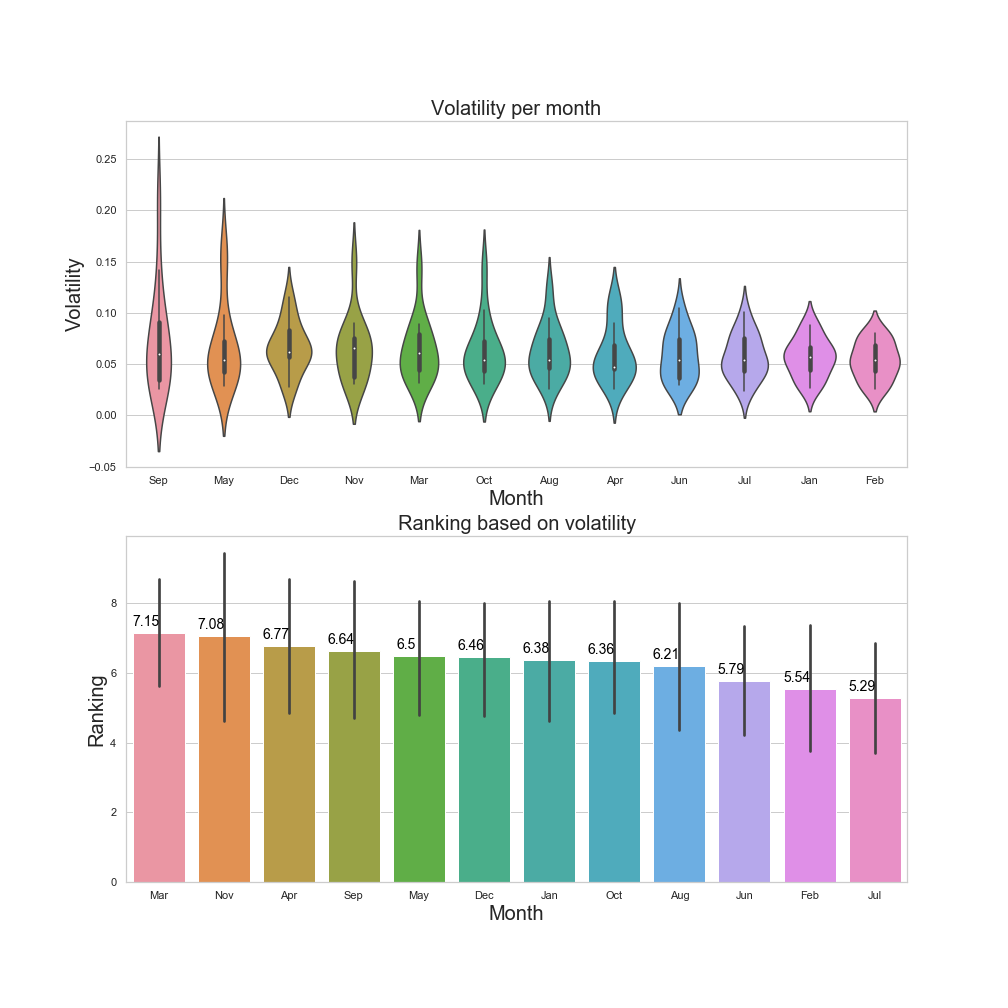 Volatility per month
Volatility
0.25
0.20
0.15
0.10
0.05
0.00
−0.05
Sep May Dec Nov Mar Oct Aug Apr Jun Jul Jan Feb
Month
Ranking based on volatility
Ranking
8
6
4
2
0
7.15 7.08 6.77 6.64 6.5 6.46 6.38 6.36 6.21 5.79 5.54 5.29
Mar Nov Apr Sep May Dec Jan Oct Aug Jun Feb Jul
Month